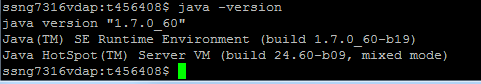 ssng7316vdap:t456408$ java -version
java version "1.7.0_60"
Java(TM) SE Runtime Environment (build 1.7.0_60-b19)
Java HotSpot(TM) Server VM (build 24.60-b09, mixed mode)
ssng7316vdap:t456408$